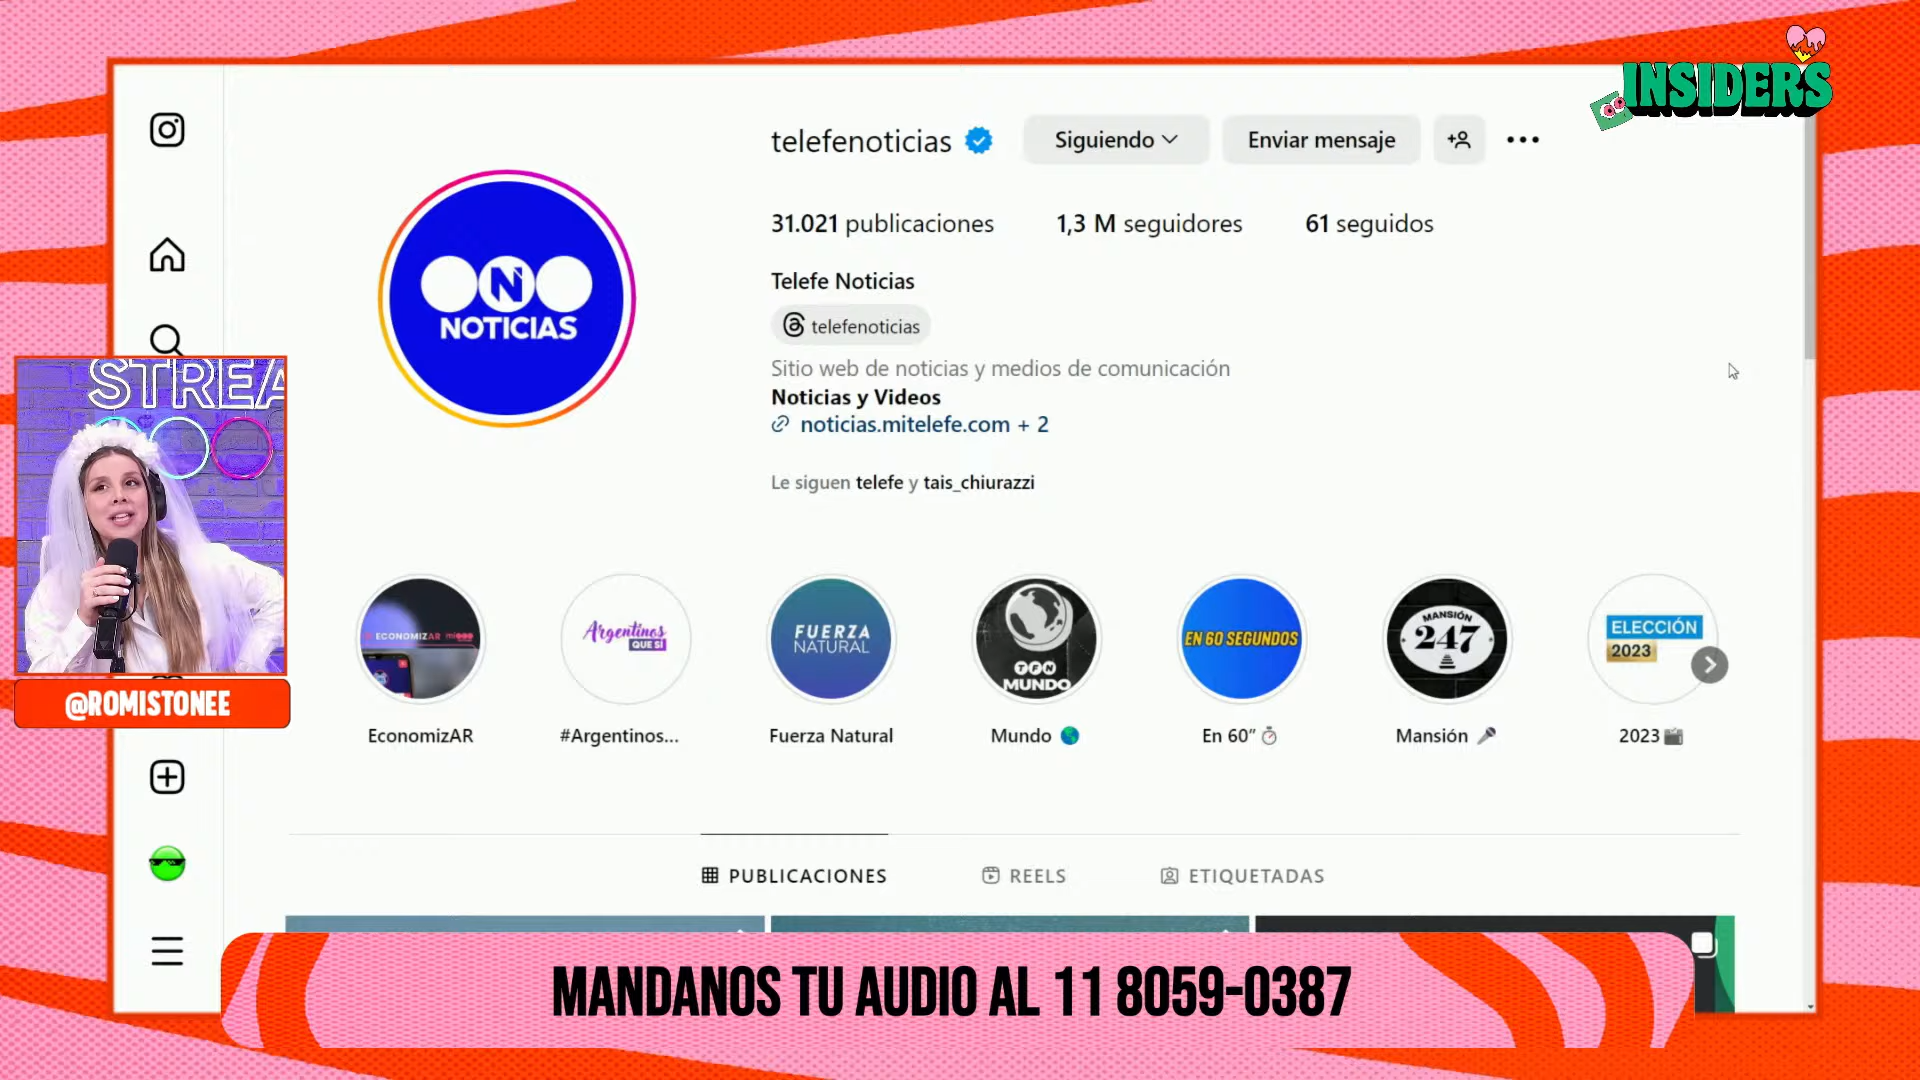 INSIDERS
telefenoticias
Siguiendo
Enviar mensaje
31.021 publicaciones
1,3 M seguidores
61 seguidos
Telefe Noticias
telefenoticias
Sitio web de noticias y medios de comunicación
Noticias y Videos
noticias.mitelefe.com + 2
Le siguen telefe y tais_chiurazzi
N
NOTICIAS
STREA
@ROMISTONEE
ECONOMIZAR
Argentinos
QUE SÍ
FUERZA
NATURAL
TFN
MUNDO
EN 60 SEGUNDOS
MANSIÓN
247
ELECCIÓN
2023
EconomizAR
#Argentinos...
Fuerza Natural
Mundo 🌎
En 60” ⏱
Mansión 🎤
2023 🗳
PUBLICACIONES
REELS
ETIQUETADAS
MANDANOS TU AUDIO AL 11 8059-0387